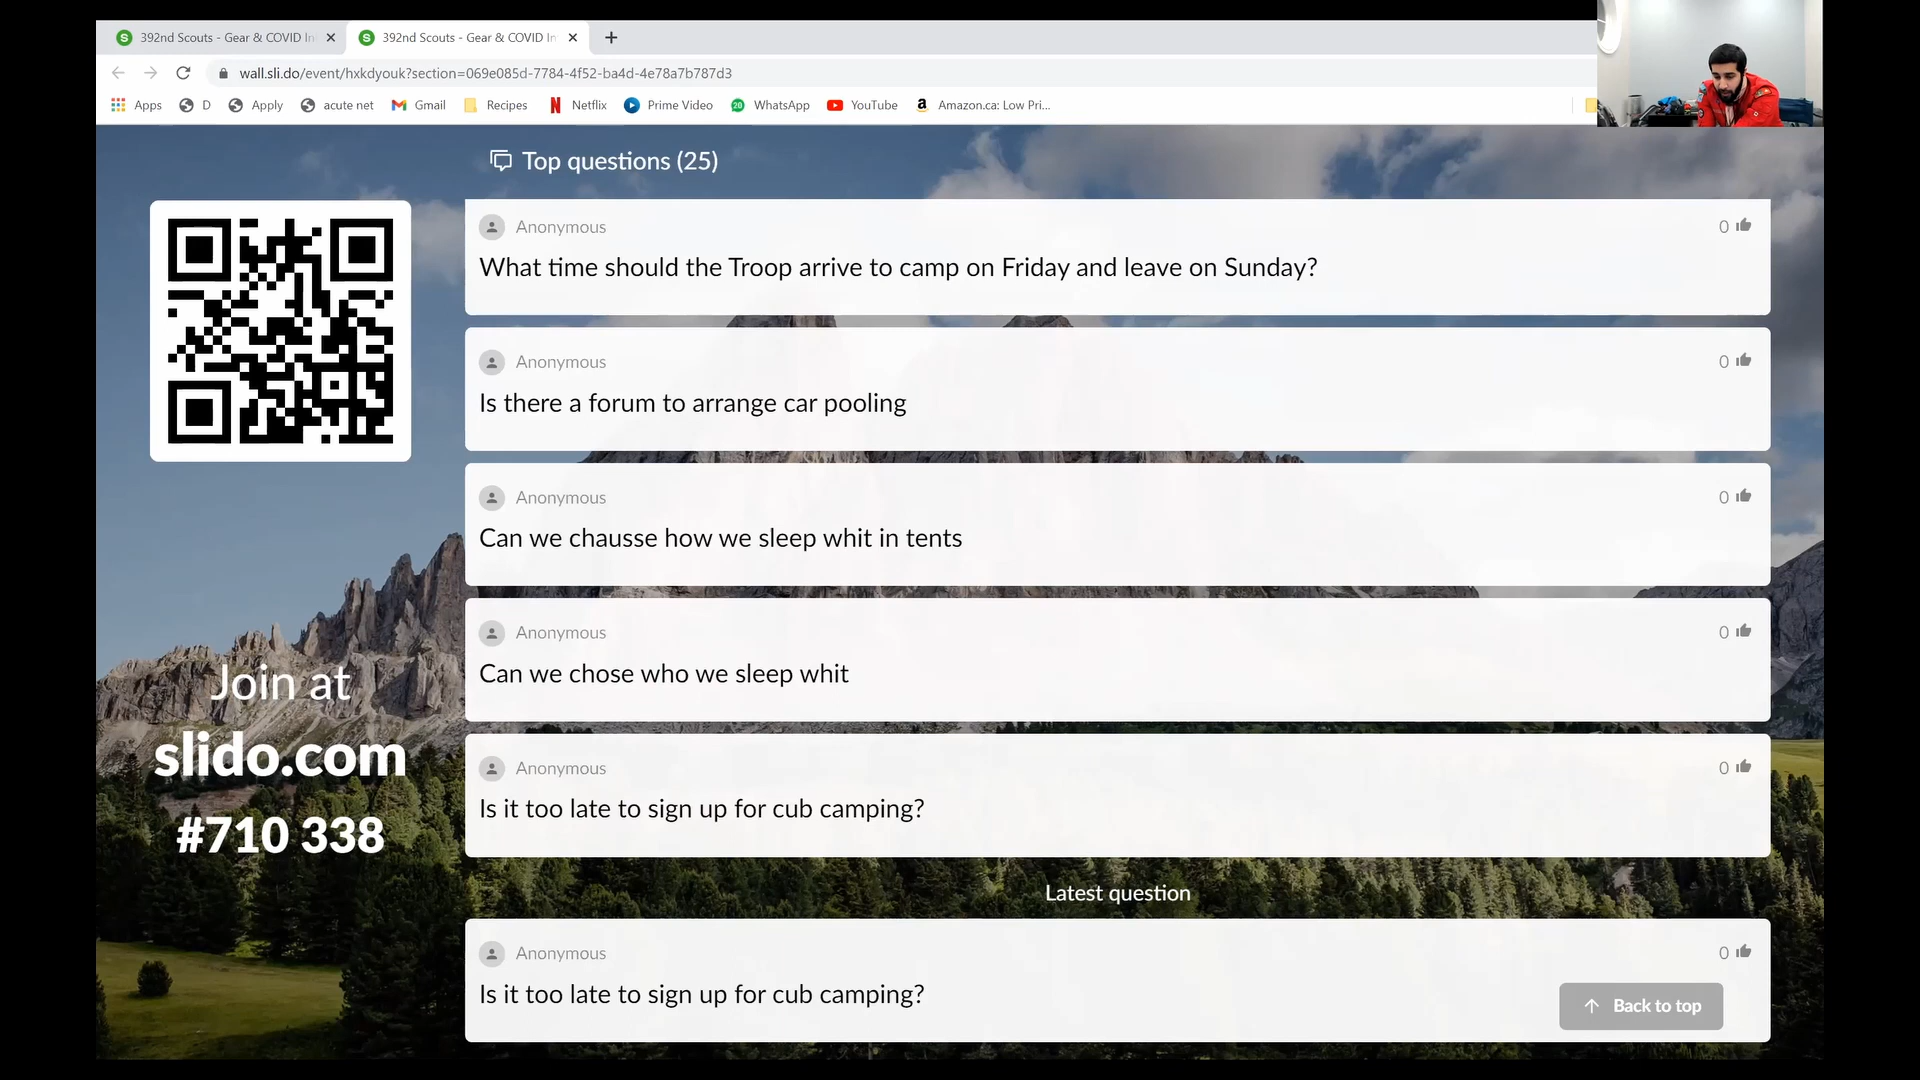 392nd Scouts - Gear & COVID In
392nd Scouts - Gear & COVID In
wall.sli.do/event/hxkdyouk?section=069e085d-7784-4f52-ba4d-4e78a7b787d3
Apps
D
Apply
acute net
Gmail
Recipes
Netflix
Prime Video
20
WhatsApp
YouTube
Amazon.ca: Low Pri...
Top questions (25)
Anonymous
0
What time should the Troop arrive to camp on Friday and leave on Sunday?
Anonymous
0
Is there a forum to arrange car pooling
Anonymous
0
Can we chausse how we sleep whit in tents
Anonymous
0
Can we chose who we sleep whit
Anonymous
0
Is it too late to sign up for cub camping?
Latest question
Anonymous
0
Is it too late to sign up for cub camping?
Back to top
Join at
slido.com
#710 338